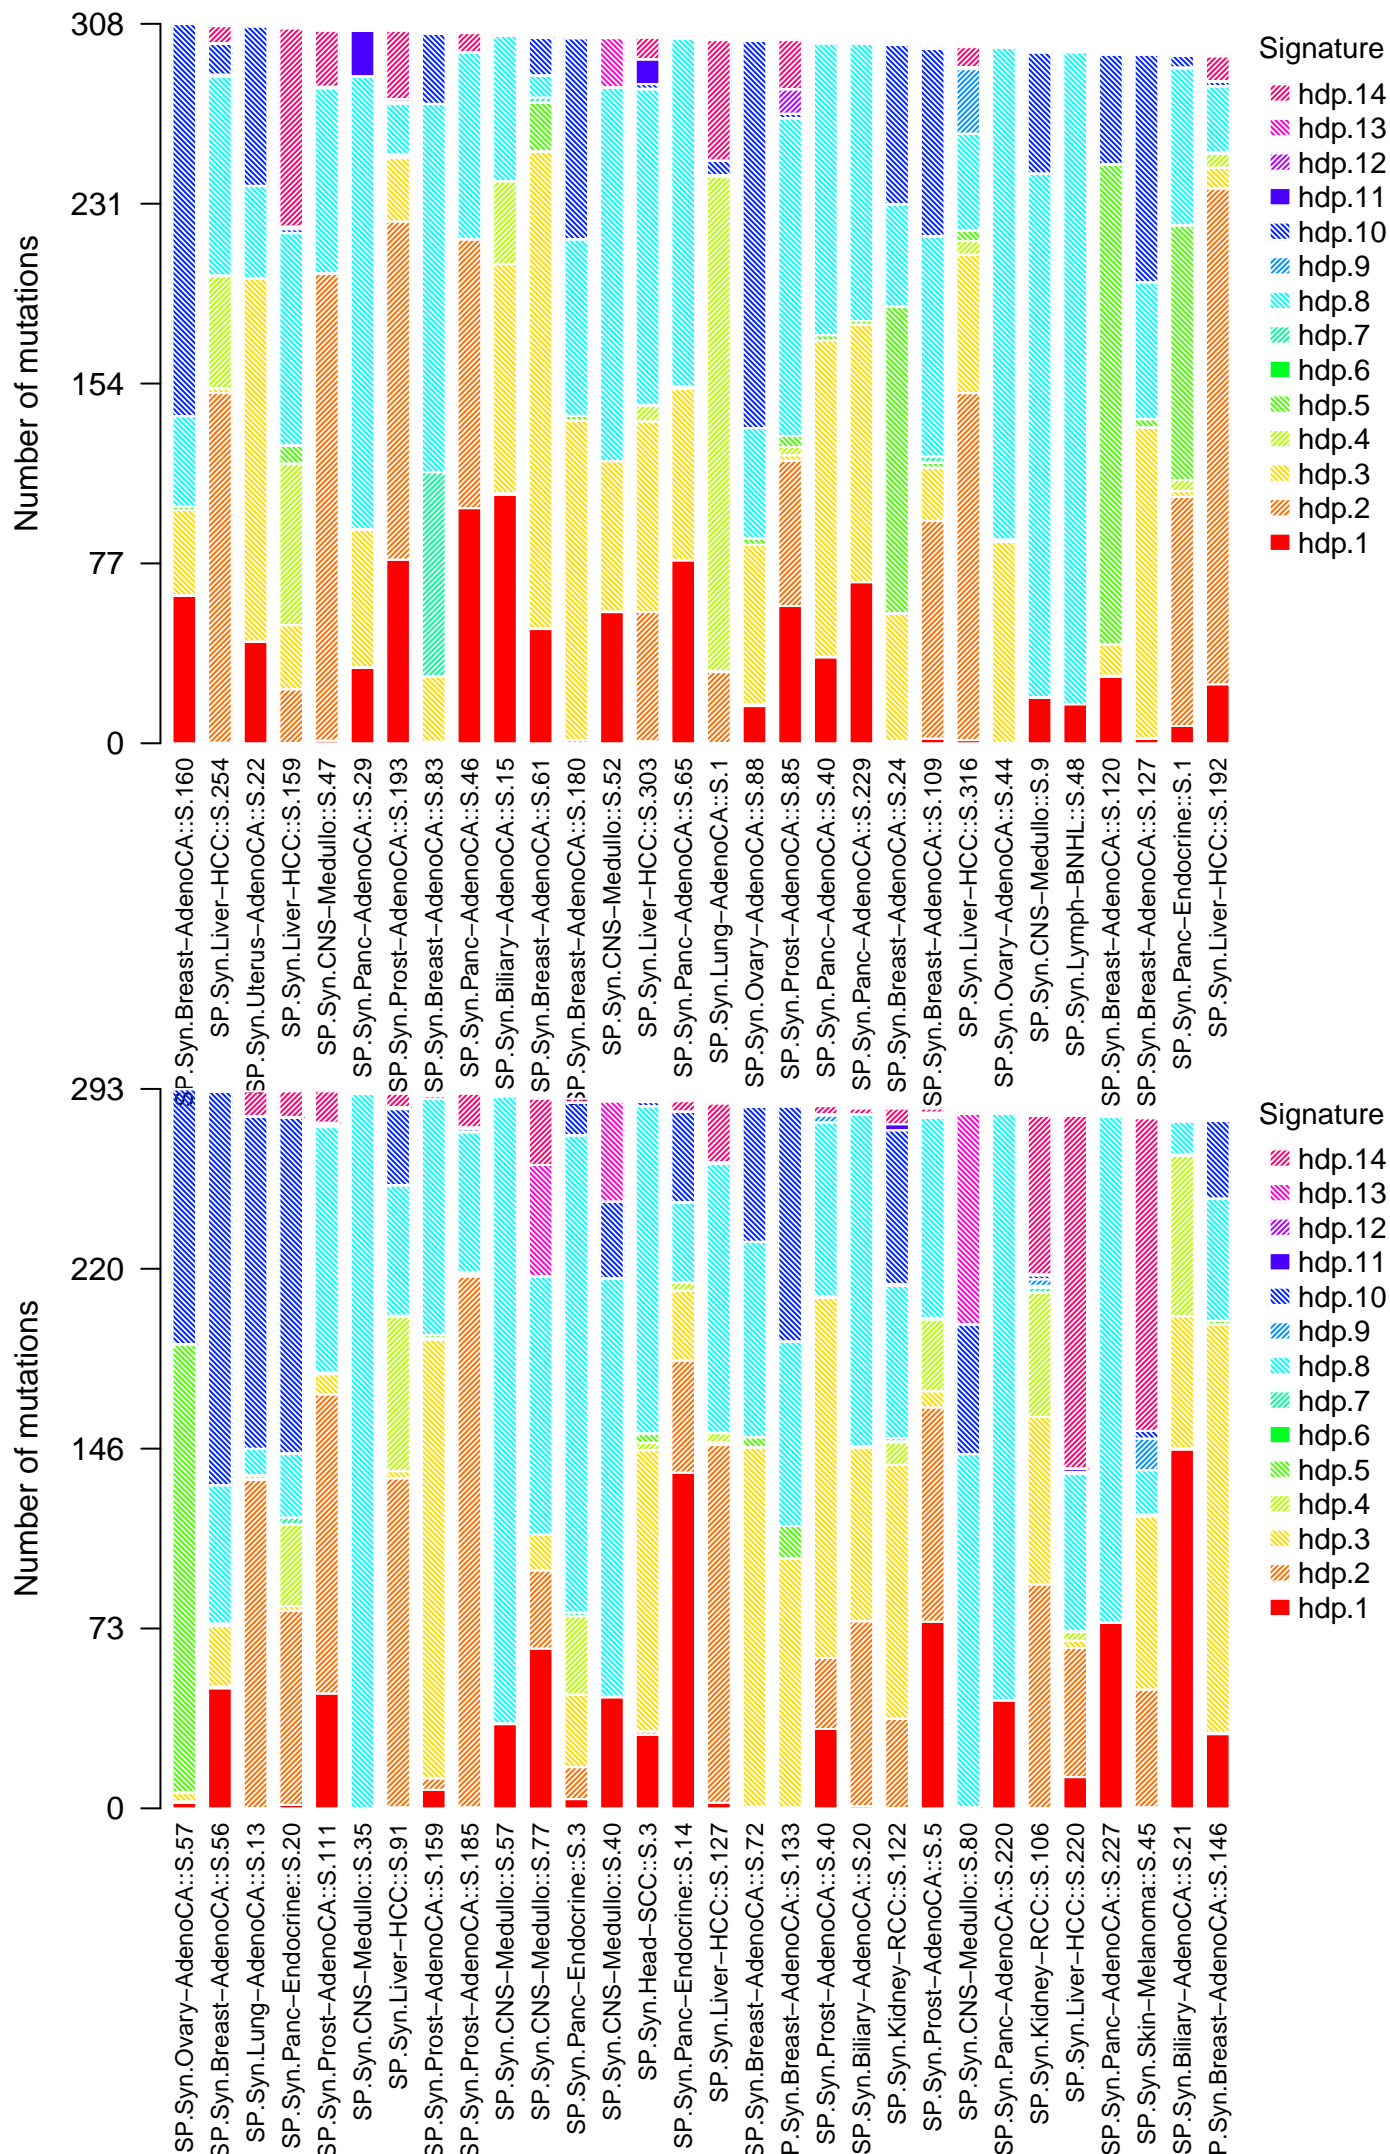 Number of mutations
308
231
154
77
0
Signature
hdp.14
hdp.13
hdp.12
hdp.11
hdp.10
hdp.9
hdp.8
hdp.7
hdp.6
hdp.5
hdp.4
hdp.3
hdp.2
hdp.1
SP.Syn.Breast−AdenoCA::S.160
SP.Syn.Liver−HCC::S.254
SP.Syn.Uterus−AdenoCA::S.22
SP.Syn.Liver−HCC::S.159
SP.Syn.CNS−Medullo::S.47
SP.Syn.Panc−AdenoCA::S.29
SP.Syn.Prost−AdenoCA::S.193
SP.Syn.Breast−AdenoCA::S.83
SP.Syn.Panc−AdenoCA::S.46
SP.Syn.Biliary−AdenoCA::S.15
SP.Syn.Breast−AdenoCA::S.61
SP.Syn.Breast−AdenoCA::S.180
SP.Syn.CNS−Medullo::S.52
SP.Syn.Liver−HCC::S.303
SP.Syn.Panc−AdenoCA::S.65
SP.Syn.Lung−AdenoCA::S.1
SP.Syn.Ovary−AdenoCA::S.88
SP.Syn.Prost−AdenoCA::S.85
SP.Syn.Panc−AdenoCA::S.40
SP.Syn.Panc−AdenoCA::S.229
SP.Syn.Breast−AdenoCA::S.24
SP.Syn.Breast−AdenoCA::S.109
SP.Syn.Liver−HCC::S.316
SP.Syn.Ovary−AdenoCA::S.44
SP.Syn.CNS−Medullo::S.9
SP.Syn.Lymph−BNHL::S.48
SP.Syn.Breast−AdenoCA::S.120
SP.Syn.Breast−AdenoCA::S.127
SP.Syn.Panc−Endocrine::S.1
SP.Syn.Liver−HCC::S.192
Number of mutations
293
220
146
73
0
Signature
hdp.14
hdp.13
hdp.12
hdp.11
hdp.10
hdp.9
hdp.8
hdp.7
hdp.6
hdp.5
hdp.4
hdp.3
hdp.2
hdp.1
SP.Syn.Ovary−AdenoCA::S.57
SP.Syn.Breast−AdenoCA::S.56
SP.Syn.Lung−AdenoCA::S.13
SP.Syn.Panc−Endocrine::S.20
SP.Syn.Prost−AdenoCA::S.111
SP.Syn.CNS−Medullo::S.35
SP.Syn.Liver−HCC::S.91
SP.Syn.Prost−AdenoCA::S.159
SP.Syn.Prost−AdenoCA::S.185
SP.Syn.CNS−Medullo::S.57
SP.Syn.CNS−Medullo::S.77
SP.Syn.Panc−Endocrine::S.3
SP.Syn.CNS−Medullo::S.40
SP.Syn.Head−SCC::S.3
SP.Syn.Panc−Endocrine::S.14
SP.Syn.Liver−HCC::S.127
SP.Syn.Breast−AdenoCA::S.72
P.Syn.Breast−AdenoCA::S.133
SP.Syn.Prost−AdenoCA::S.40
SP.Syn.Biliary−AdenoCA::S.20
SP.Syn.Kidney−RCC::S.122
SP.Syn.Prost−AdenoCA::S.5
SP.Syn.CNS−Medullo::S.80
SP.Syn.Panc−AdenoCA::S.220
SP.Syn.Kidney−RCC::S.106
SP.Syn.Liver−HCC::S.220
SP.Syn.Panc−AdenoCA::S.227
SP.Syn.Skin−Melanoma::S.45
SP.Syn.Biliary−AdenoCA::S.21
P.Syn.Breast−AdenoCA::S.146